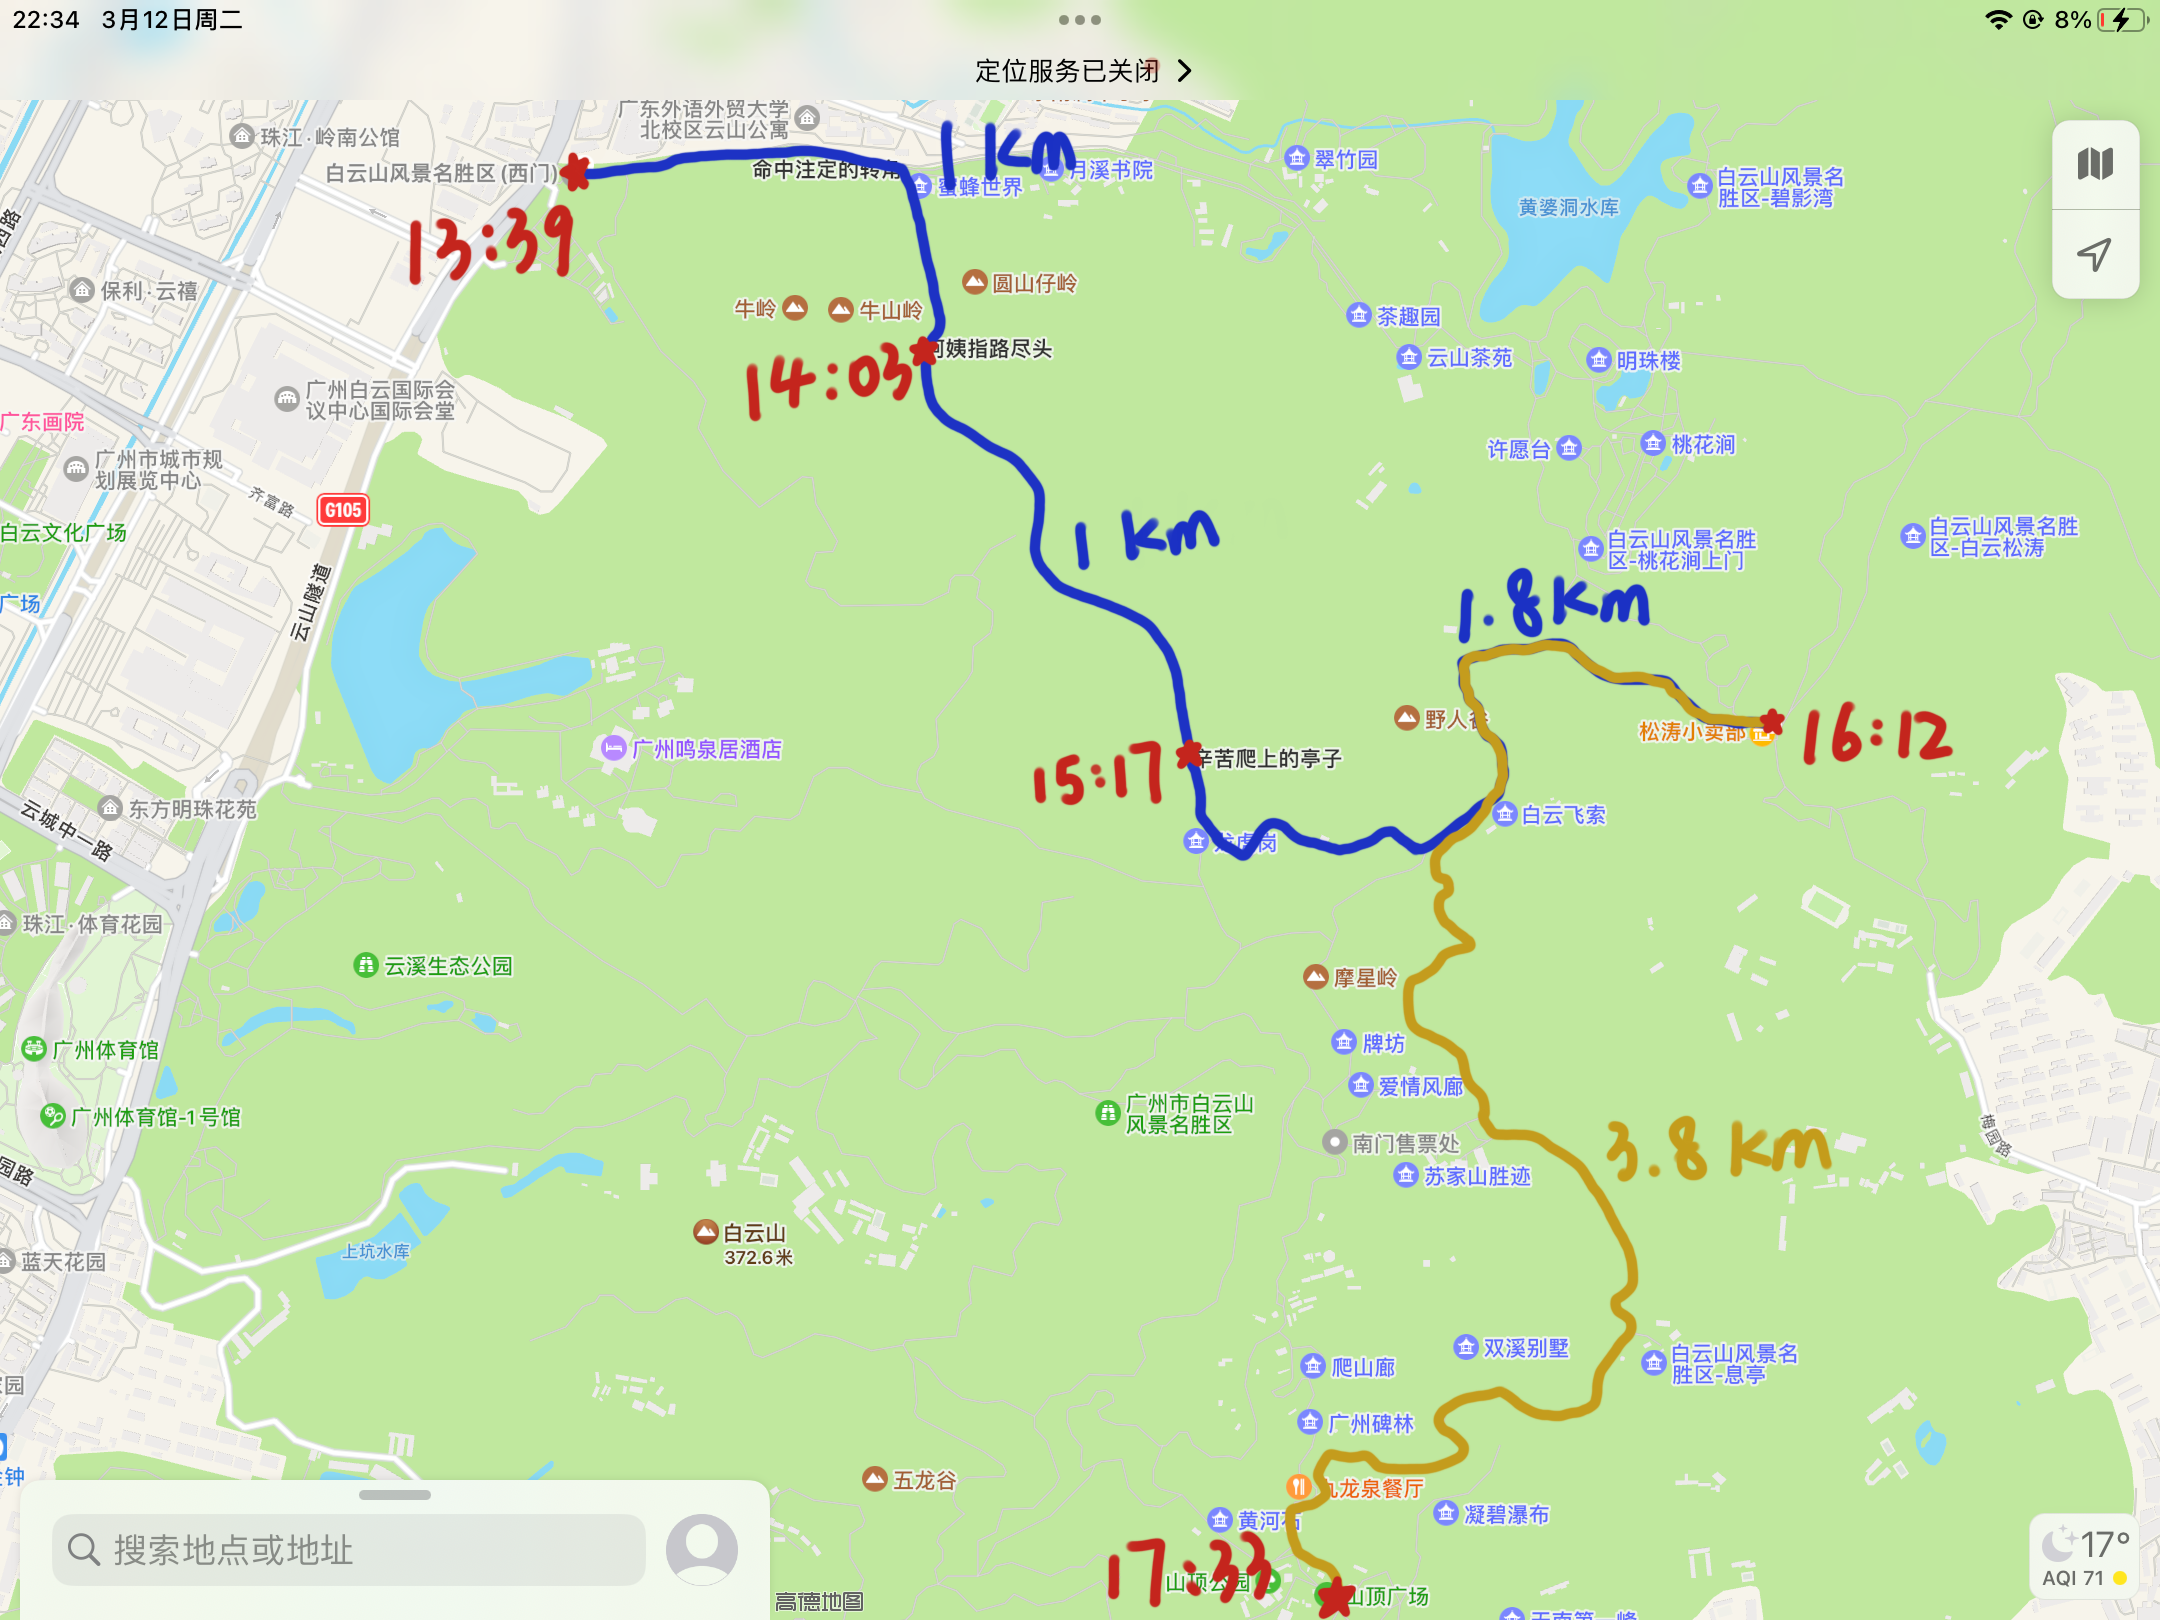 22:34 3月12日周二
8%
定位服务已关闭
广东外语外贸大学
北校区云山公寓
珠江·岭南公馆
白云山风景名胜区(西门)
命中注定的转角
1 km
蜜蜂世界
月溪书院
翠竹园
黄婆洞水库
白云山风景名
胜区-碧影湾
13:39
保利·云禧
牛岭
牛山岭
圆山仔岭
阿姨指路尽头
14:03
茶趣园
云山茶苑
明珠楼
广州白云国际会
议中心国际会堂
广东画院
广州市城市规
划展览中心
齐富路
G105
许愿台
桃花涧
白云文化广场
1 km
白云山风景名胜
区-桃花涧上门
白云山风景名胜
区-白云松涛
广场
云山隧道
1.8km
野人谷
松涛小卖部
16:12
广州鸣泉居酒店
15:17
辛苦爬上的亭子
东方明珠花苑
云城中一路
龙虎岗
白云飞索
珠江·体育花园
云溪生态公园
摩星岭
广州体育馆
牌坊
爱情风廊
广州体育馆-1号馆
广州市白云山
风景名胜区
南门售票处
苏家山胜迹
3.8km
梅园路
园路
白云山
372.6米
上坑水库
蓝天花园
爬山廊
双溪别墅
白云山风景名
胜区-息亭
广州碑林
五龙谷
九龙泉餐厅
黄河石
凝碧瀑布
17:33
山顶公园
山顶广场
搜索地点或地址
高德地图
17°
AQI 71